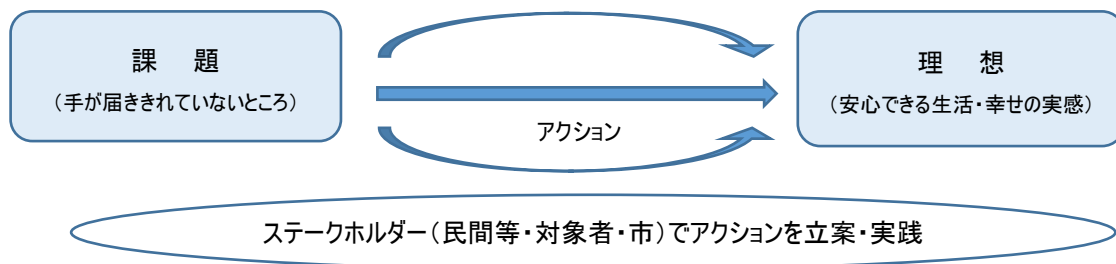 課　題
（手が届ききれていないところ）
理　想
（安心できる生活・幸せの実感）
アクション
ステークホルダー（民間等・対象者・市）でアクションを立案・実践